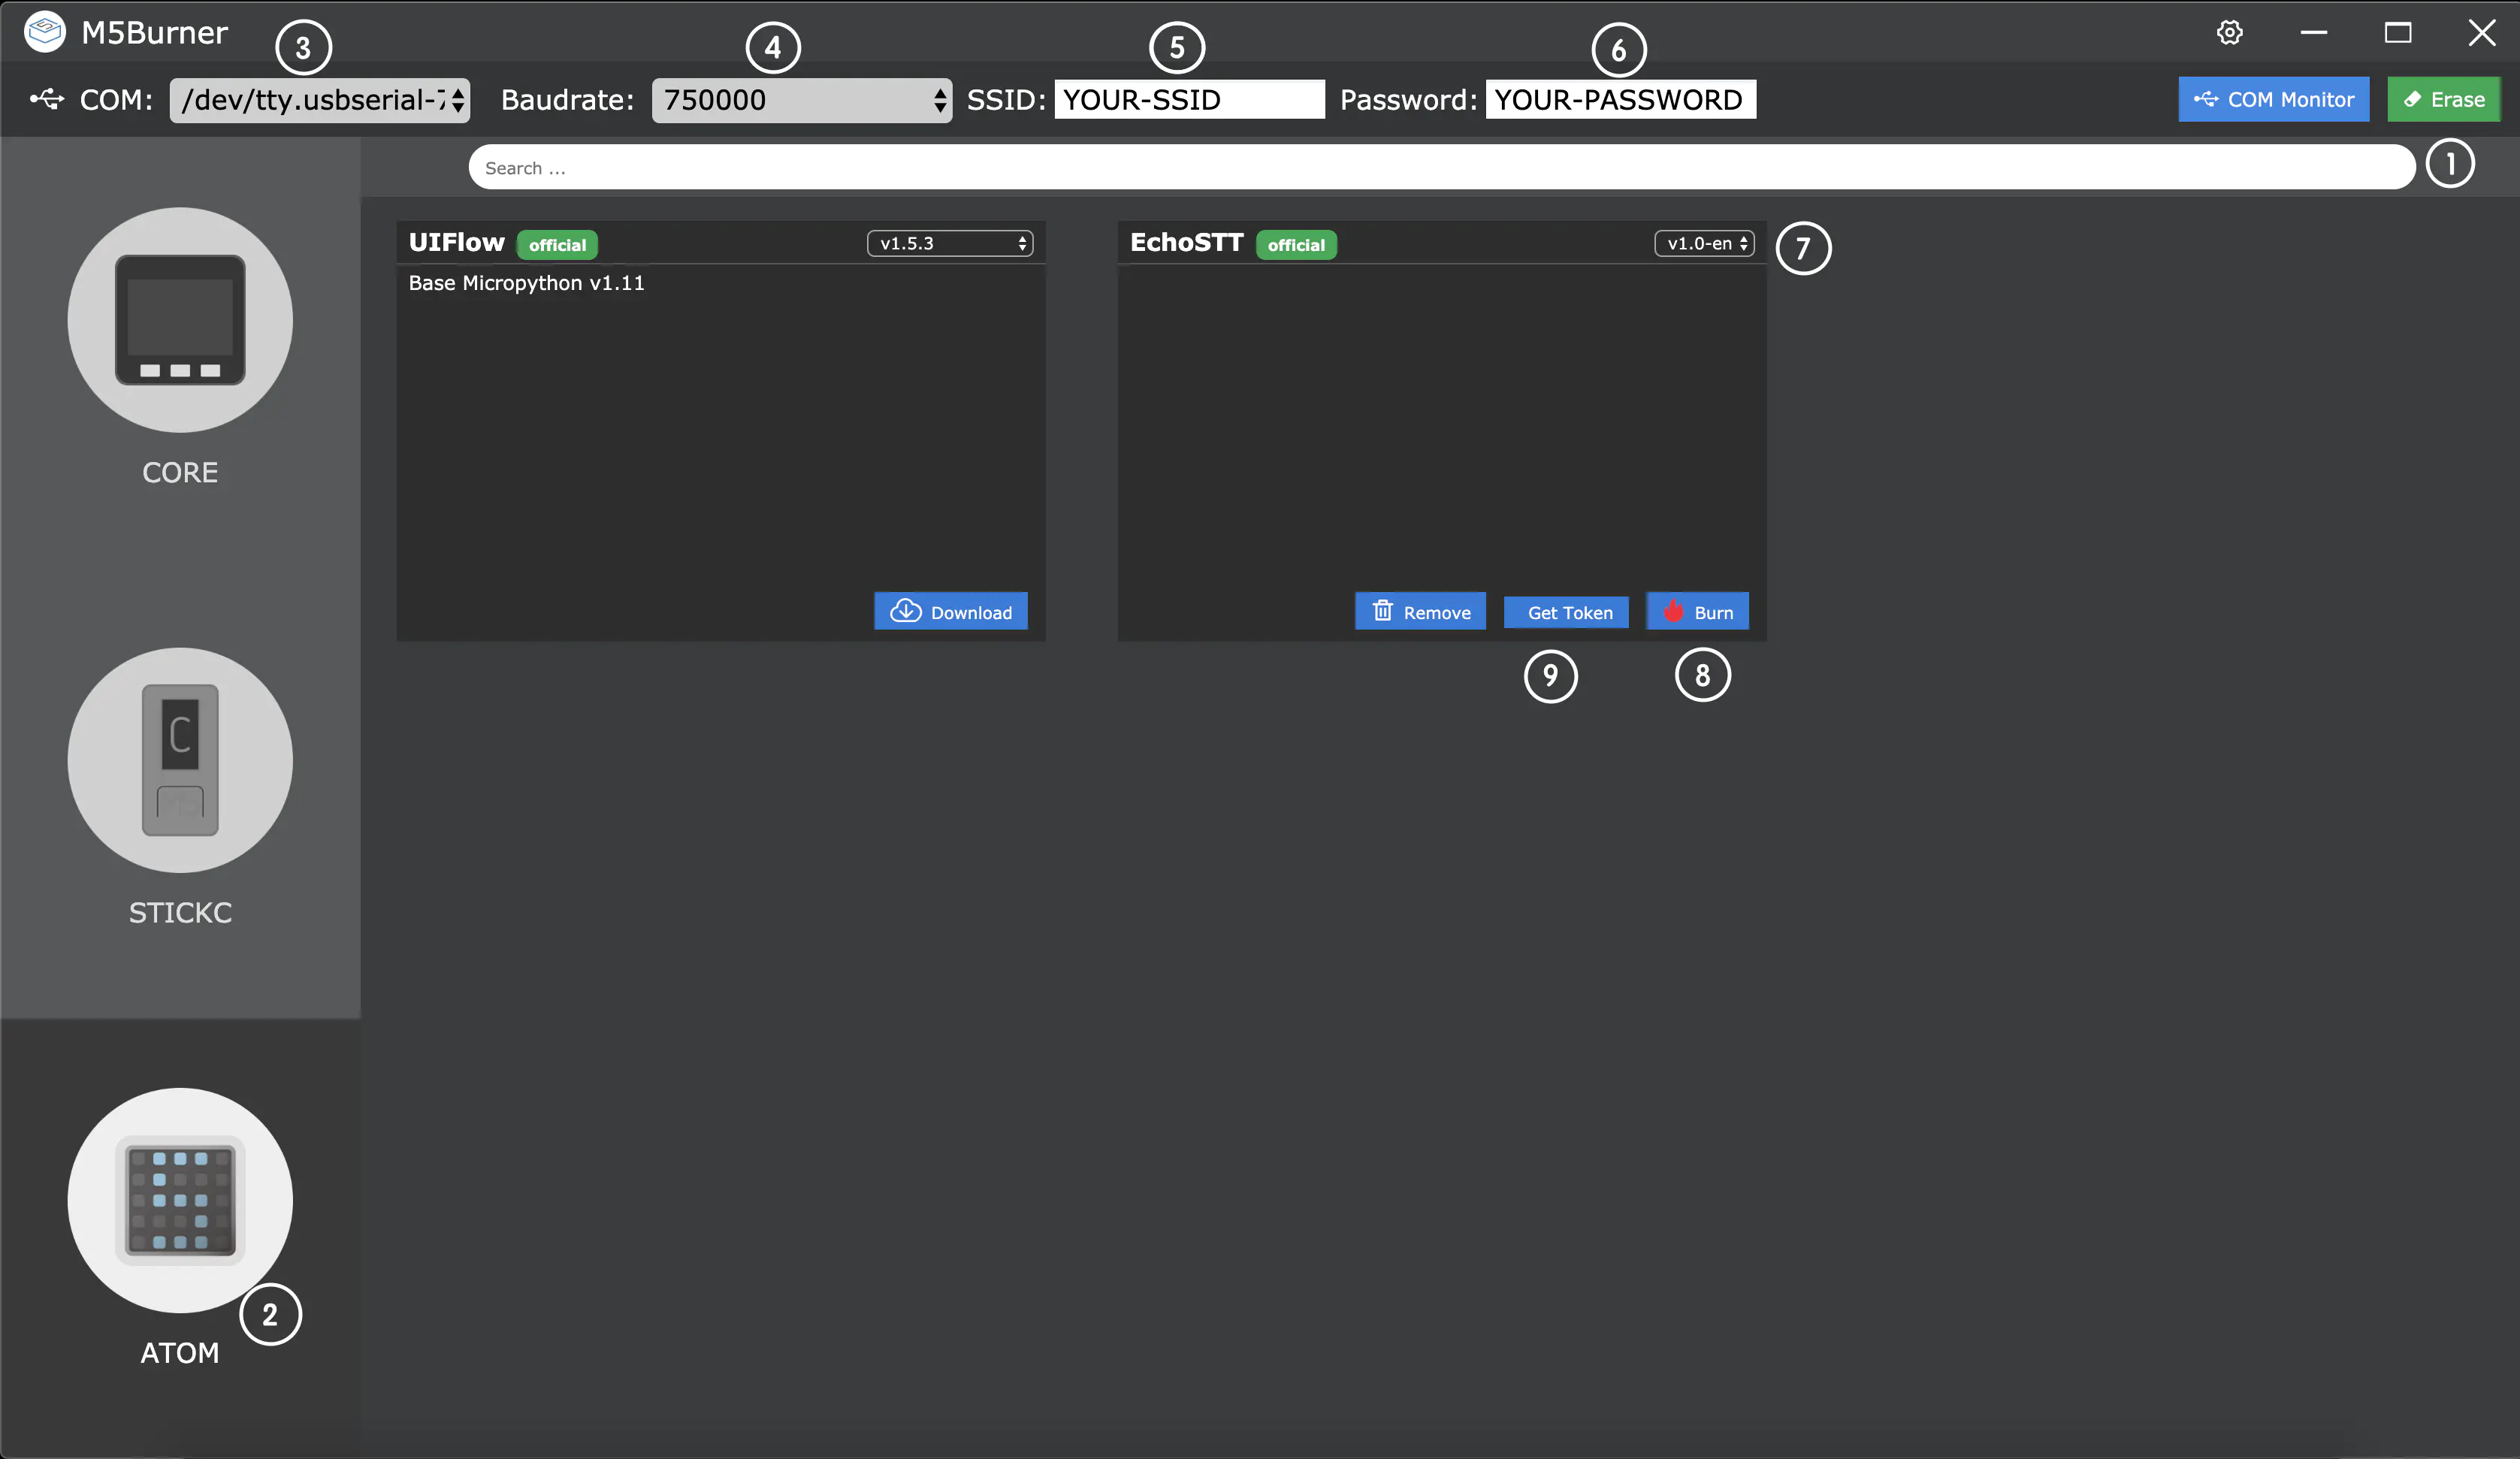 M5Burner
3
4
5
6
COM: /dev/tty.usbserial-7 Baudrate: 750000 SSID: YOUR-SSID Password: YOUR-PASSWORD COM Monitor Erase
Search ...
1
UIFlow official v1.5.3
Base Micropython v1.11
Download
EchoSTT official v1.0-en
7
Remove Get Token Burn
9
8
CORE
C
STICKC
2
ATOM